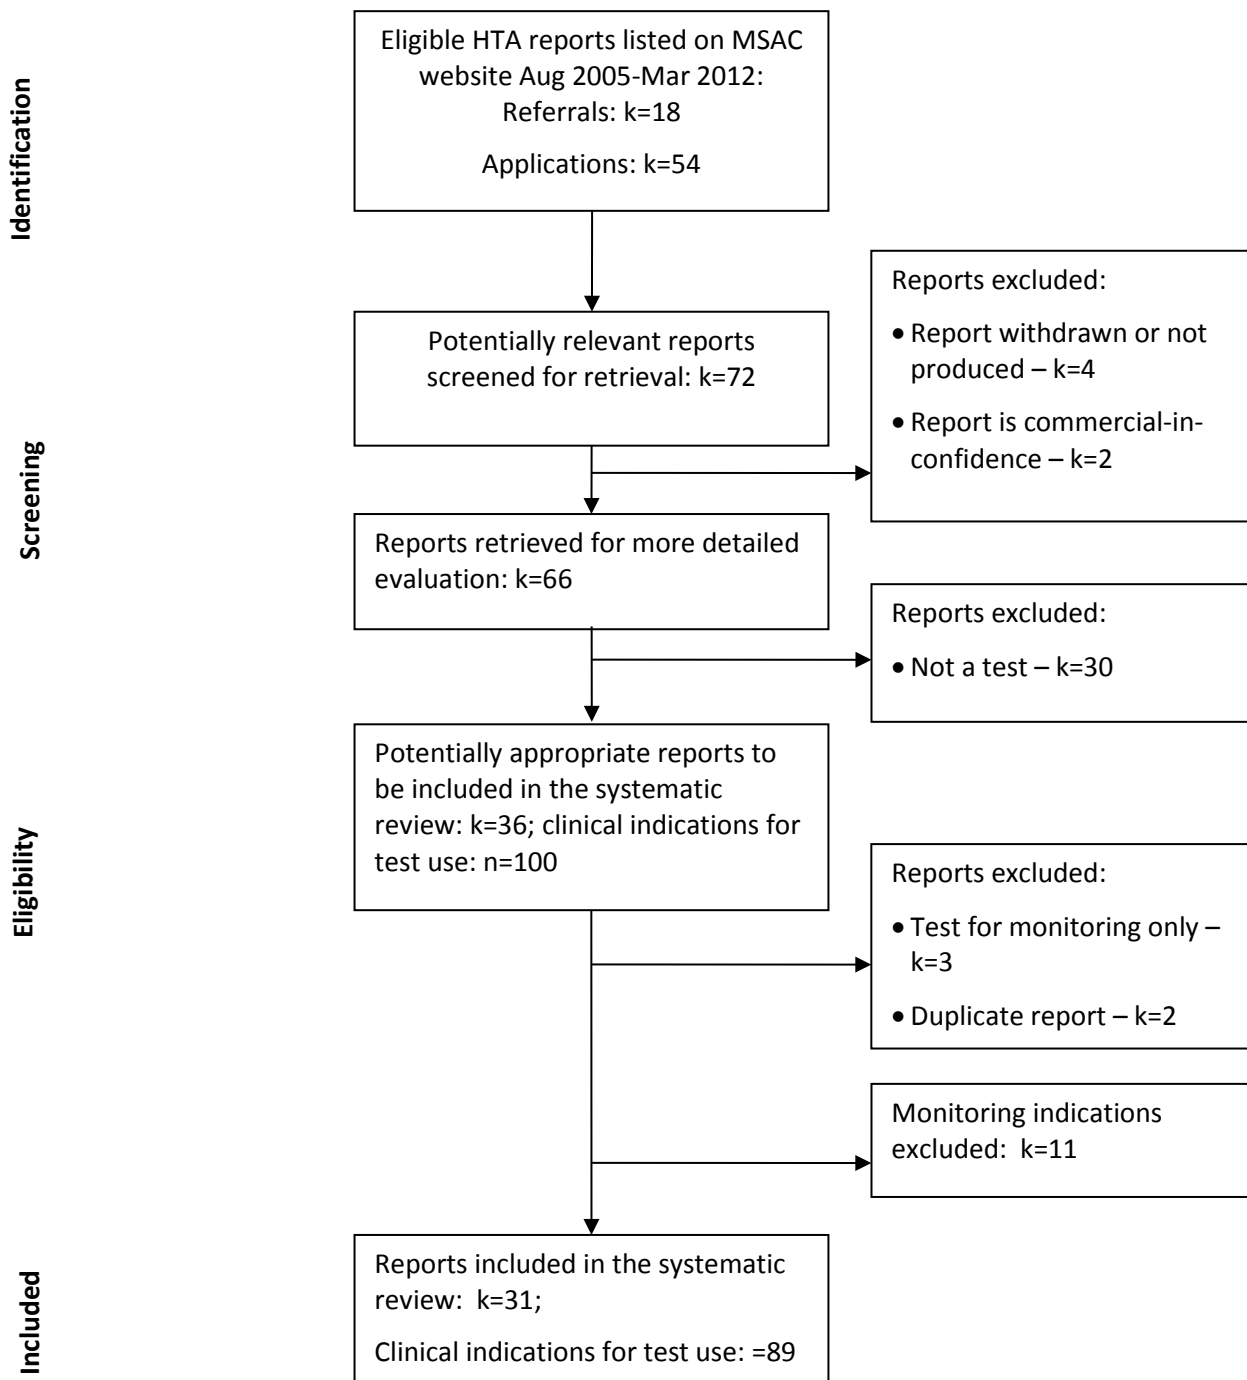 Identification
Eligible HTA reports listed on MSAC
website Aug 2005-Mar 2012:
Referrals: k=18
Applications: k=54
Potentially relevant reports
screened for retrieval: k=72
Reports excluded:
• Report withdrawn or not
produced – k=4
• Report is commercial-in-
confidence – k=2
Screening
Reports retrieved for more detailed
evaluation: k=66
Reports excluded:
• Not a test – k=30
Eligibility
Potentially appropriate reports to
be included in the systematic
review: k=36; clinical indications for
test use: n=100
Reports excluded:
• Test for monitoring only –
k=3
• Duplicate report – k=2
Monitoring indications
excluded:  k=11
Included
Reports included in the systematic
review:  k=31;
Clinical indications for test use: =89